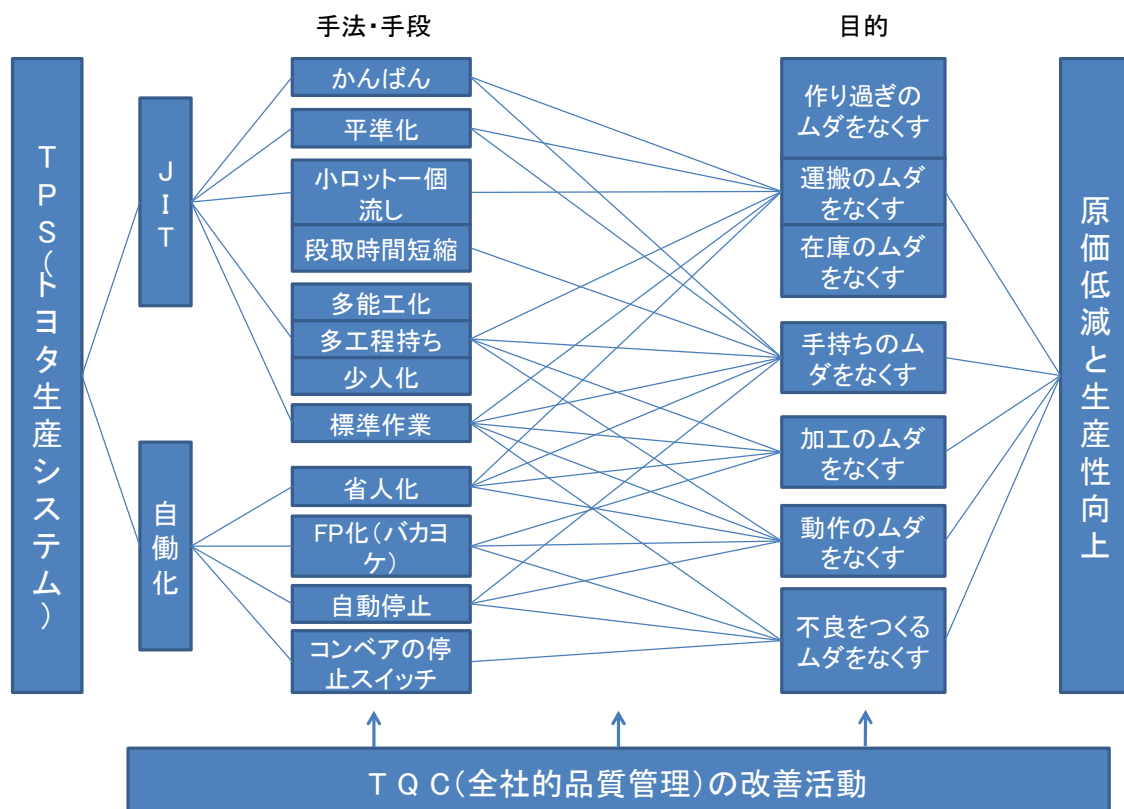 手法・手段
目的
TPS(トヨタ生産システム)
JIT
自働化
かんばん
平準化
小ロット一個
流し
段取時間短縮
多能工化
多工程持ち
少人化
標準作業
省人化
FP化(バカヨ
ケ)
自動停止
コンベアの停
止スイッチ
作り過ぎの
ムダをなくす
運搬のムダ
をなくす
在庫のムダ
をなくす
手持ちのム
ダをなくす
加工のムダ
をなくす
動作のムダ
をなくす
不良をつくる
ムダをなくす
原価低減と生産性向上
TQC(全社的品質管理)の改善活動